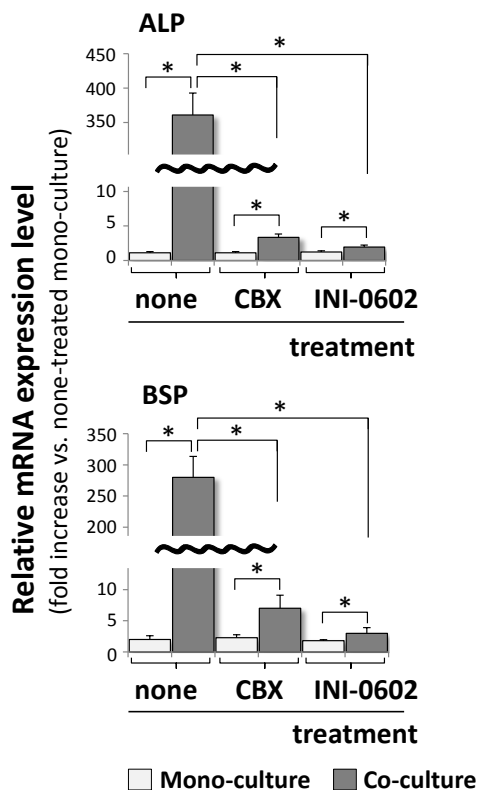 ALP
Relative mRNA expression level
(fold increase vs. none-treated mono-culture)
450
400
350
10
5
0
*
*
*
*
*
none
CBX
INI-0602
treatment
BSP
350
300
250
200
10
5
0
*
*
*
*
*
none
CBX
INI-0602
treatment
Mono-culture
Co-culture